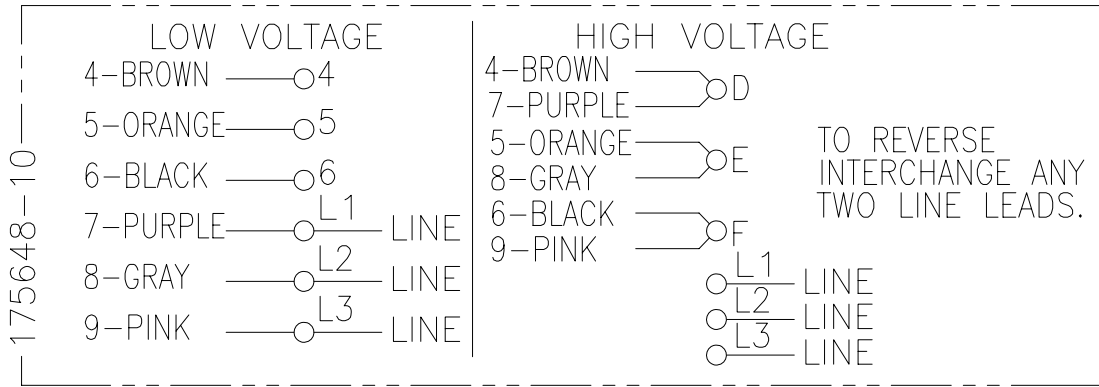 175648-10
LOW VOLTAGE
4-BROWN 4
5-ORANGE 5
6-BLACK 6
7-PURPLE L1 LINE
8-GRAY L2 LINE
9-PINK L3 LINE
HIGH VOLTAGE
4-BROWN
7-PURPLE D
5-ORANGE
8-GRAY E
6-BLACK
9-PINK F
L1 LINE
L2 LINE
L3 LINE
TO REVERSE
INTERCHANGE ANY
TWO LINE LEADS.